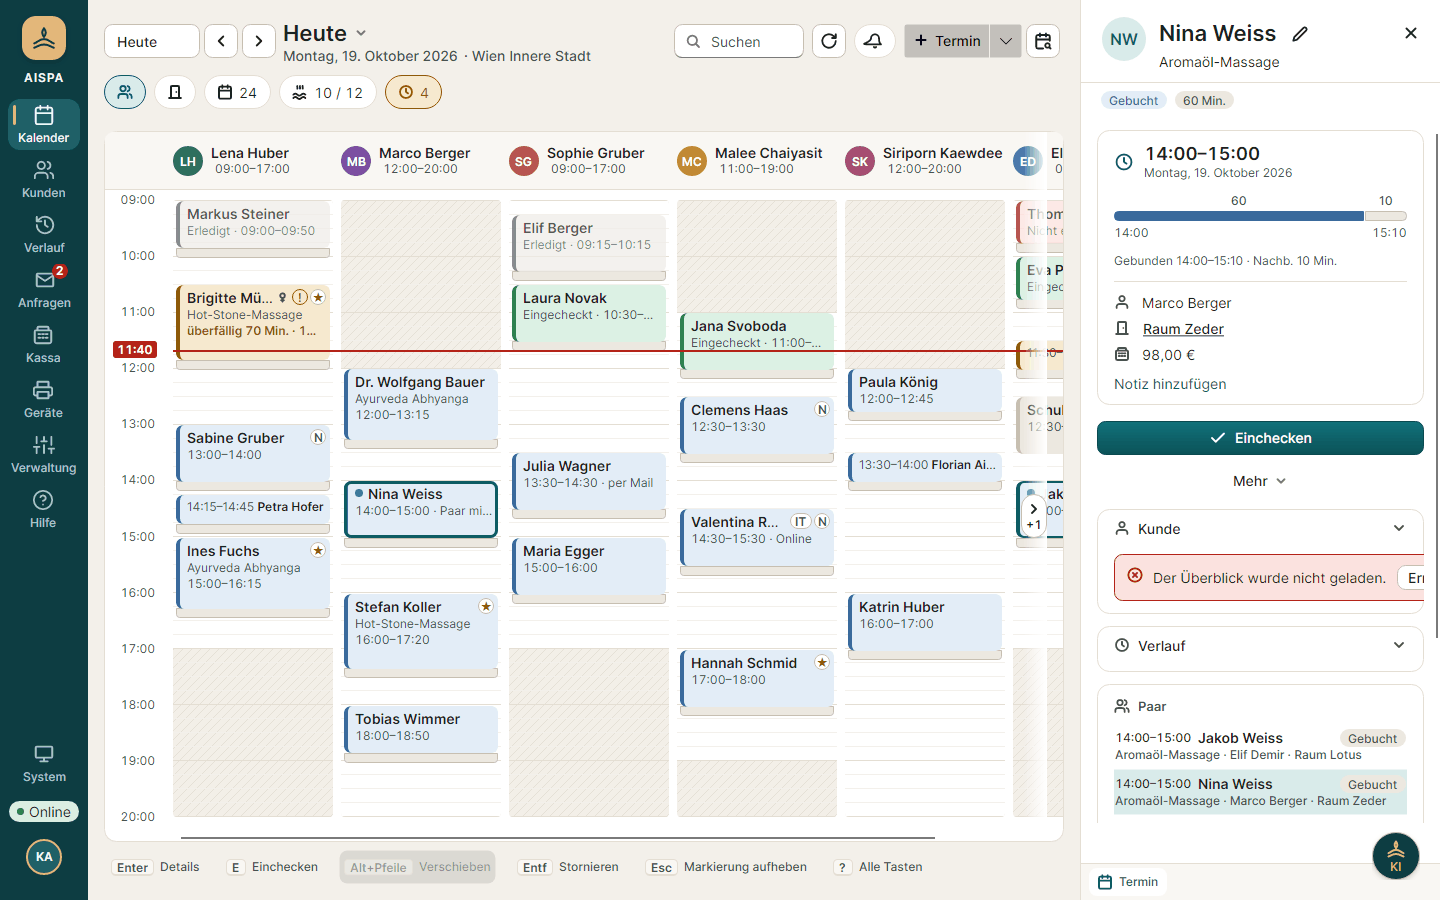 AISPA
Kalender
Kunden
Verlauf
2
Anfragen
Kassa
Geräte
Verwaltung
Hilfe
System
Online
KA
Heute
Heute
Montag, 19. Oktober 2026 · Wien Innere Stadt
Suchen
Termin
24
10 / 12
4
LH
Lena Huber
09:00–17:00
MB
Marco Berger
12:00–20:00
SG
Sophie Gruber
09:00–17:00
MC
Malee Chaiyasit
11:00–19:00
SK
Siriporn Kaewdee
12:00–20:00
ED
09:00
10:00
11:00
11:40
12:00
13:00
14:00
15:00
16:00
17:00
18:00
19:00
20:00
Markus Steiner
Erledigt · 09:00–09:50
Brigitte Mü...
Hot-Stone-Massage
überfällig 70 Min. · 1...
Sabine Gruber
N
13:00–14:00
14:15–14:45 Petra Hofer
Ines Fuchs
Ayurveda Abhyanga
15:00–16:15
Dr. Wolfgang Bauer
Ayurveda Abhyanga
12:00–13:15
Nina Weiss
14:00–15:00 · Paar mi...
Stefan Koller
Hot-Stone-Massage
16:00–17:20
Tobias Wimmer
18:00–18:50
Elif Berger
Erledigt · 09:15–10:15
Laura Novak
Eingecheckt · 10:30–...
Julia Wagner
13:30–14:30 · per Mail
Maria Egger
15:00–16:00
Jana Svoboda
Eingecheckt · 11:00–...
Clemens Haas
N
12:30–13:30
Valentina R...
IT
N
14:30–15:30 · Online
Hannah Schmid
17:00–18:00
Paula König
12:00–12:45
13:30–14:00 Florian Ai...
Katrin Huber
16:00–17:00
+1
Enter Details
E Einchecken
Alt+Pfeile Verschieben
Entf Stornieren
Esc Markierung aufheben
? Alle Tasten
NW
Nina Weiss
Aromaöl-Massage
Gebucht
60 Min.
14:00–15:00
Montag, 19. Oktober 2026
60
10
14:00
15:10
Gebunden 14:00–15:10 · Nachb. 10 Min.
Marco Berger
Raum Zeder
98,00 €
Notiz hinzufügen
Einchecken
Mehr
Kunde
Der Überblick wurde nicht geladen.
Verlauf
Paar
14:00–15:00 Jakob Weiss
Gebucht
Aromaöl-Massage · Elif Demir · Raum Lotus
14:00–15:00 Nina Weiss
Gebucht
Aromaöl-Massage · Marco Berger · Raum Zeder
KI
Termin